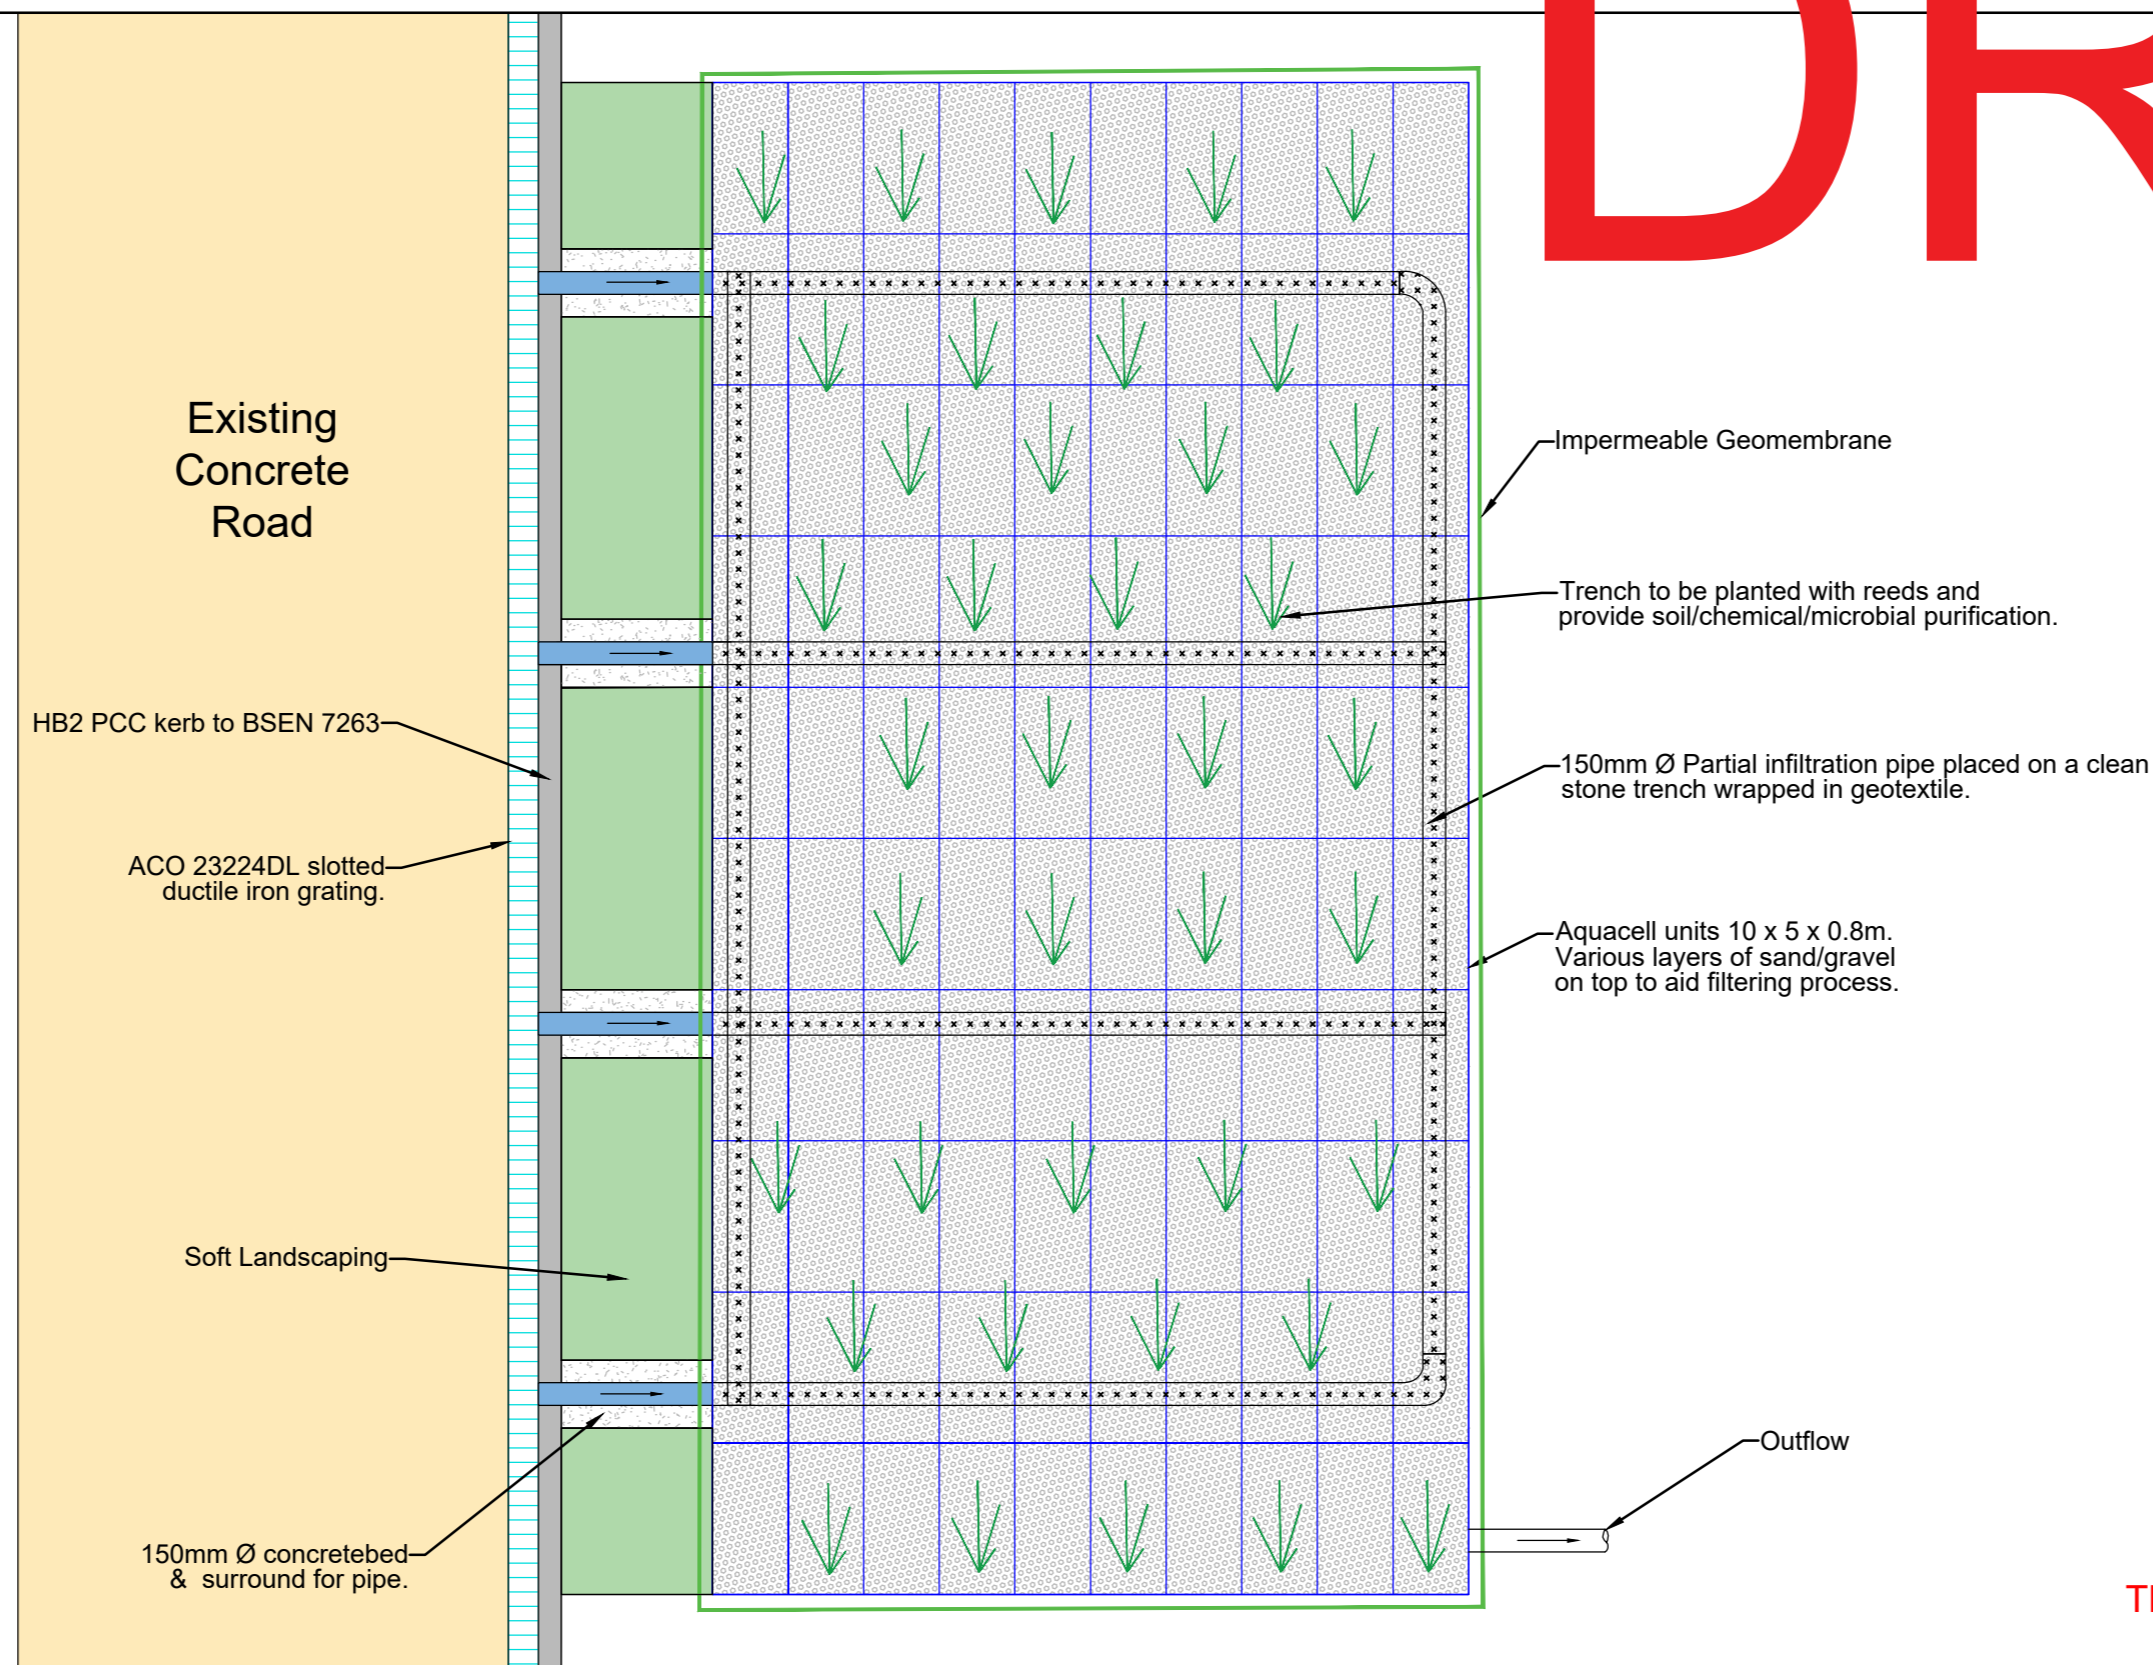 DR
Existing
Concrete
Road
Impermeable Geomembrane
Trench to be planted with reeds and
provide soil/chemical/microbial purification.
HB2 PCC kerb to BSEN 7263
150mm Ø Partial infiltration pipe placed on a clean
stone trench wrapped in geotextile.
ACO 23224DL slotted
ductile iron grating.
Aquacell units 10 x 5 x 0.8m.
Various layers of sand/gravel
on top to aid filtering process.
Soft Landscaping
Outflow
150mm Ø concretebed
& surround for pipe.